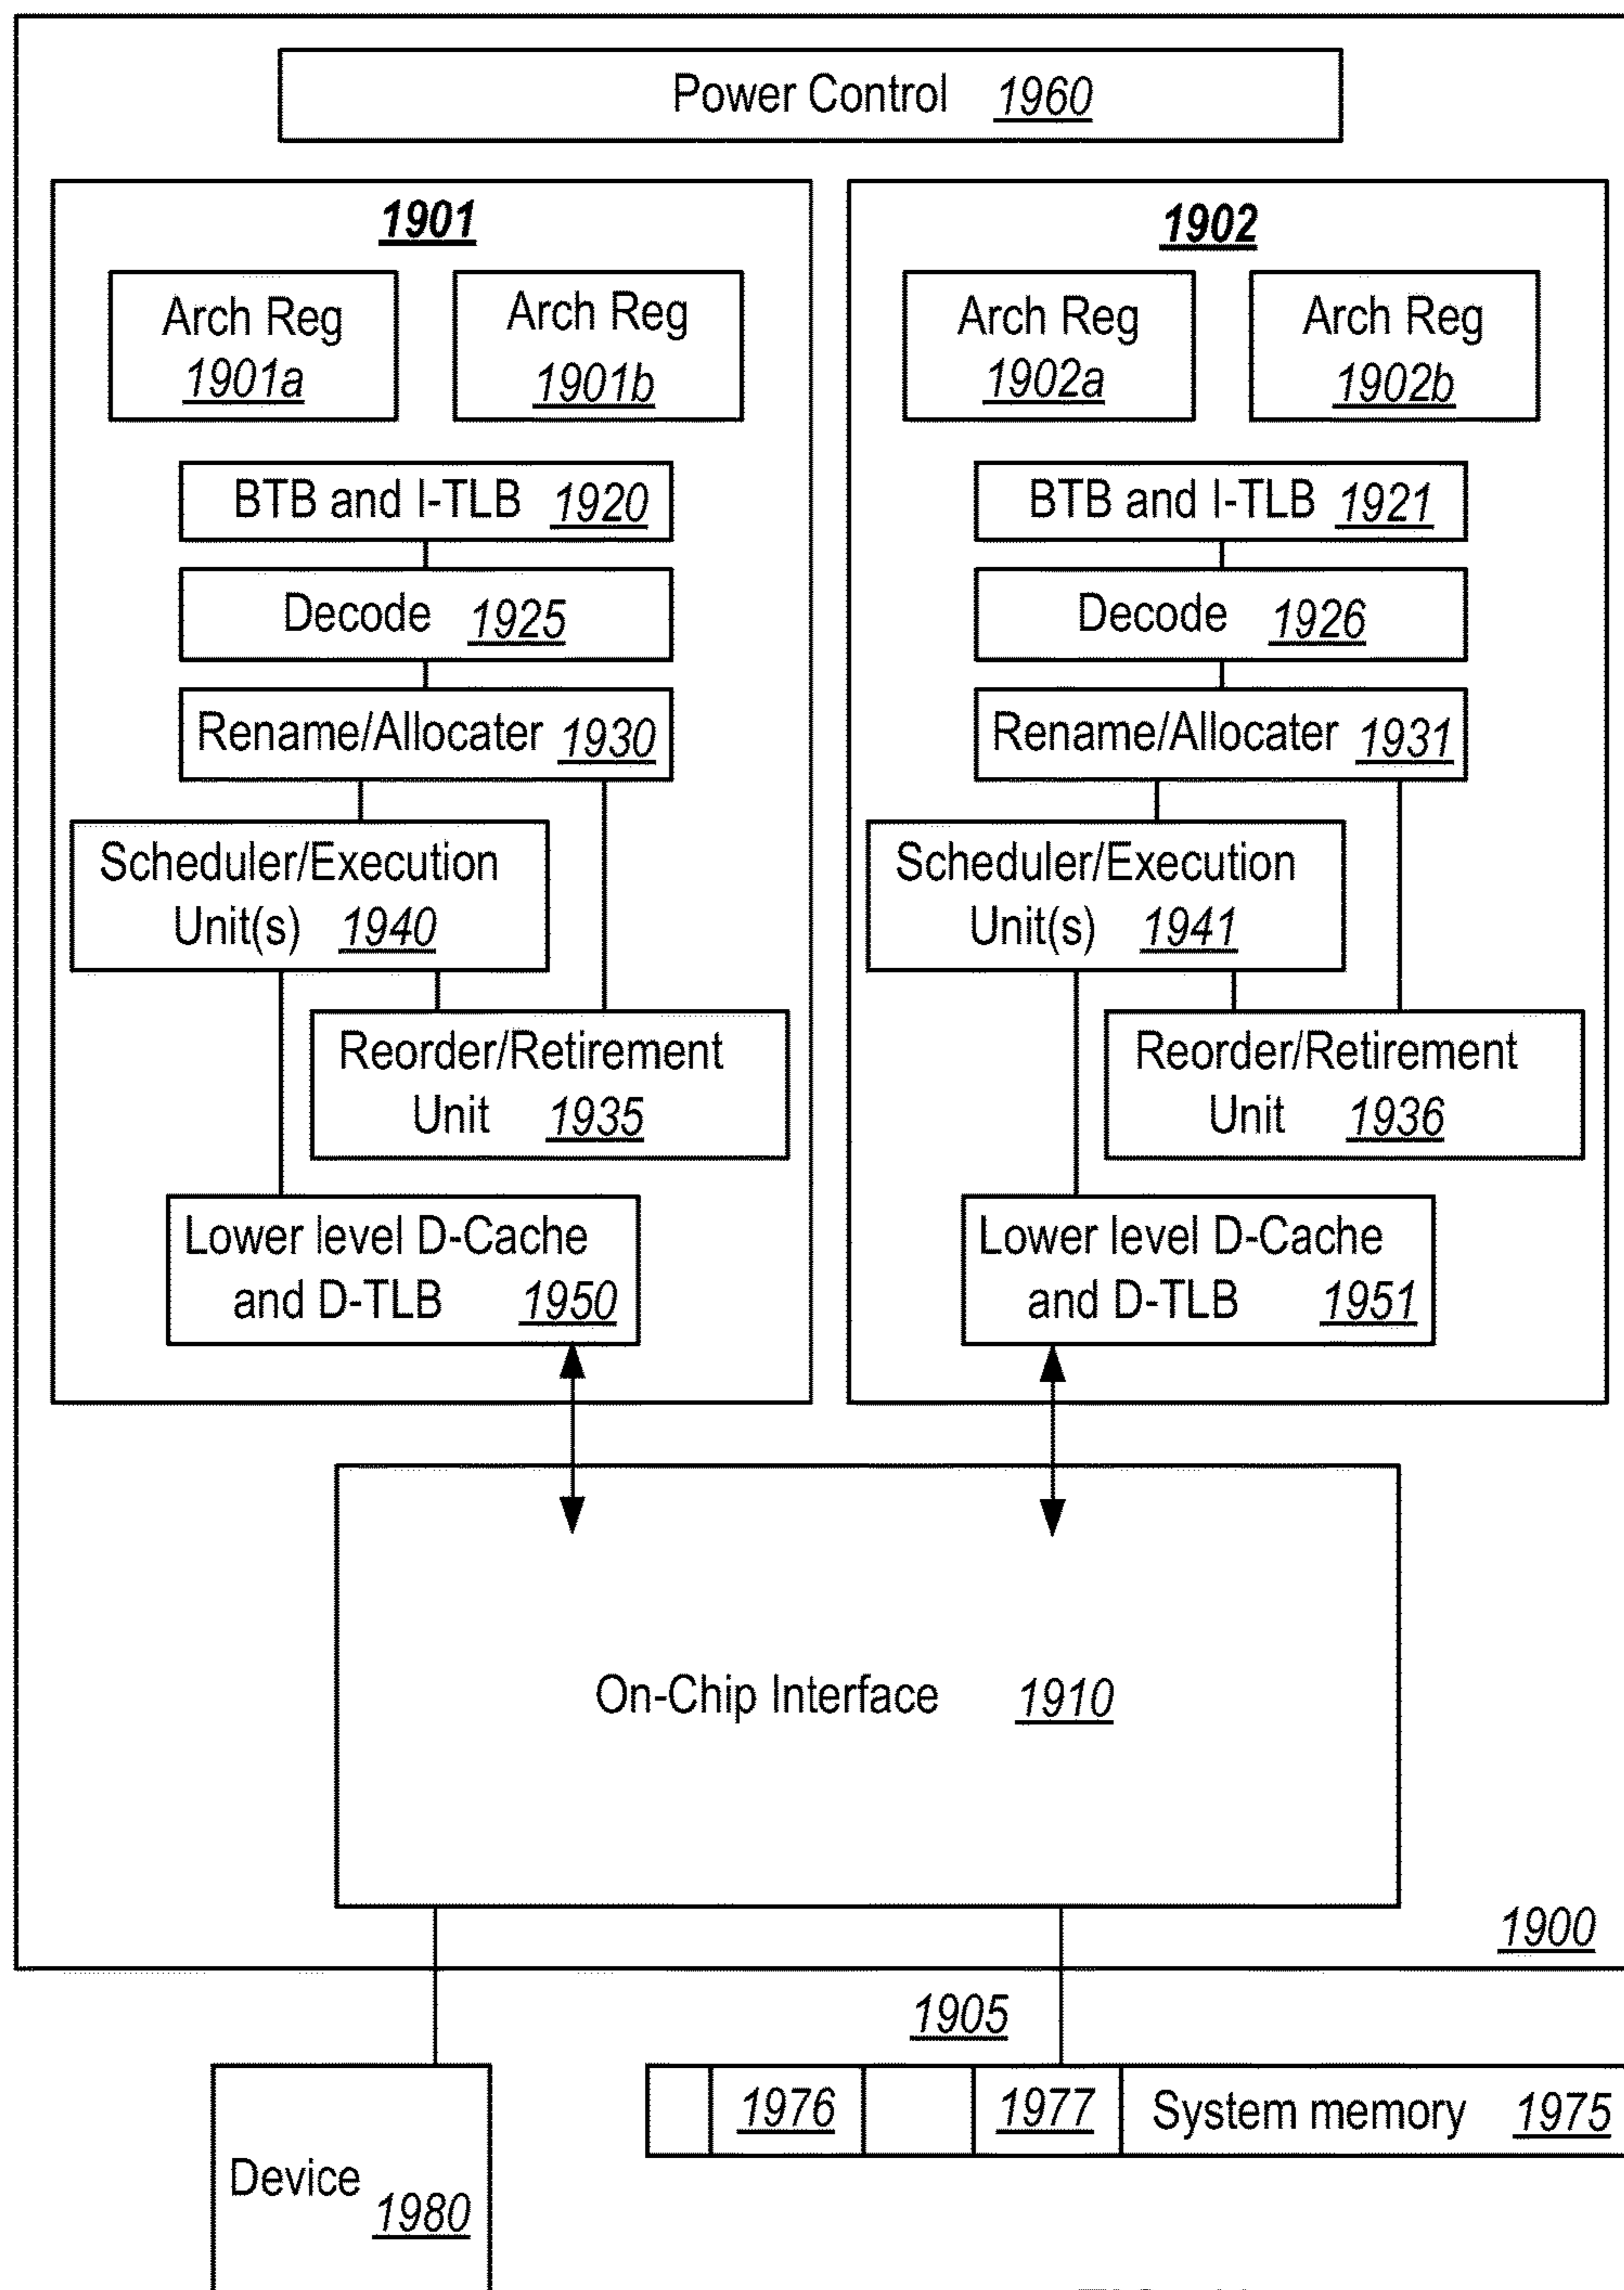 Power Control 1960
1901
Arch Reg
1901a
Arch Reg
1901b
BTB and I-TLB 1920
Decode 1925
Rename/Allocater 1930
Scheduler/Execution
Unit(s) 1940
Reorder/Retirement
Unit 1935
Lower level D-Cache
and D-TLB 1950
1902
Arch Reg
1902a
Arch Reg
1902b
BTB and I-TLB 1921
Decode 1926
Rename/Allocater 1931
Scheduler/Execution
Unit(s) 1941
Reorder/Retirement
Unit 1936
Lower level D-Cache
and D-TLB 1951
On-Chip Interface 1910
1900
1905
1976 1977 System memory 1975
Device 1980